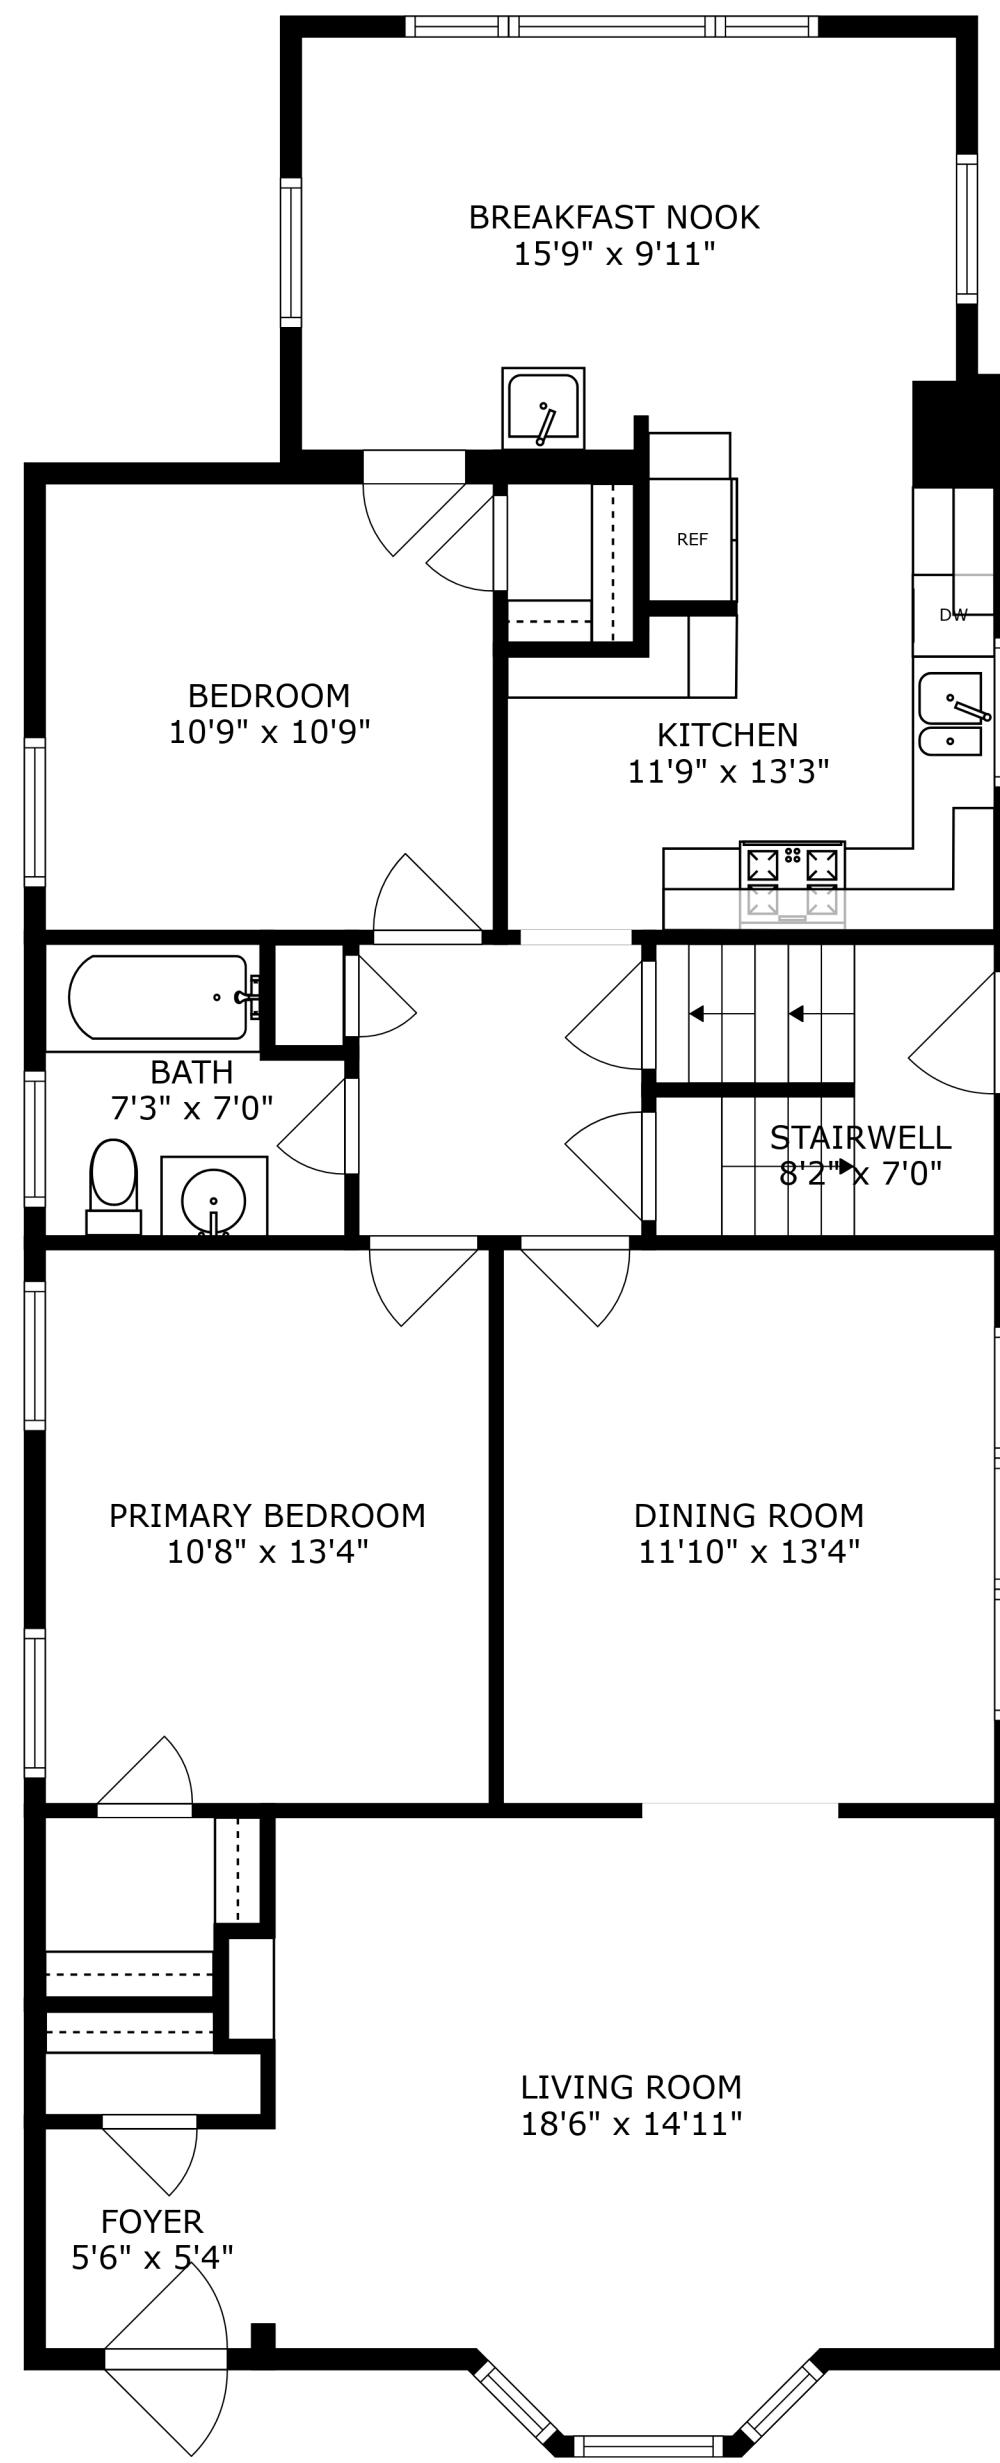 BREAKFAST NOOK
15'9" x 9'11"
REF
DW
BEDROOM
10'9" x 10'9"
KITCHEN
11'9" x 13'3"
BATH
7'3" x 7'0"
STAIRWELL
8'2" x 7'0"
PRIMARY BEDROOM
10'8" x 13'4"
DINING ROOM
11'10" x 13'4"
LIVING ROOM
18'6" x 14'11"
FOYER
5'6" x 5'4"